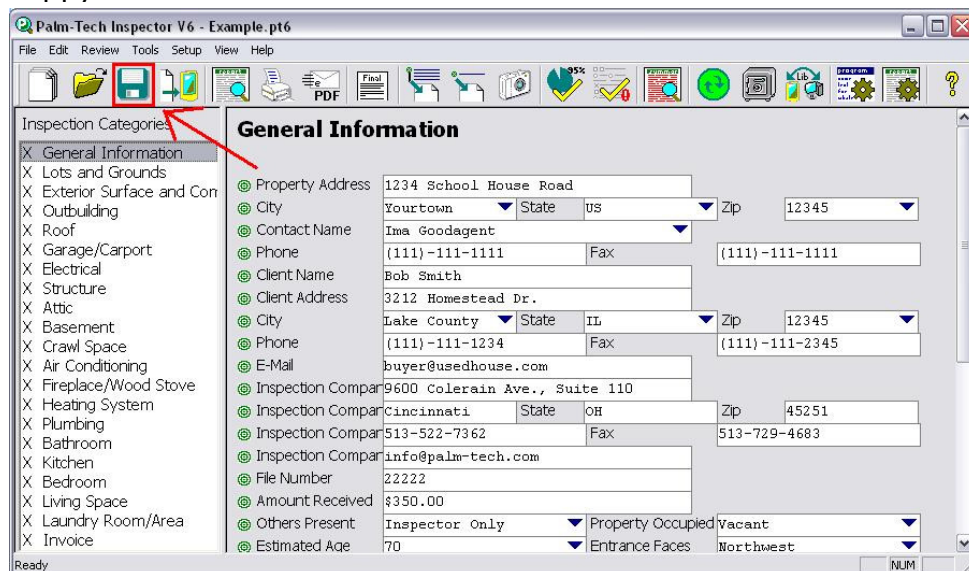 Palm-Tech Inspector V6 - Example.pt6
File Edit Review Tools Setup View Help
PDF Final 95% Lib
Inspection Categories
X General Information
X Lots and Grounds
X Exterior Surface and Com
X Outbuilding
X Roof
X Garage/Carport
X Electrical
X Structure
X Attic
X Basement
X Crawl Space
X Air Conditioning
X Fireplace/Wood Stove
X Heating System
X Plumbing
X Bathroom
X Kitchen
X Bedroom
X Living Space
X Laundry Room/Area
X Invoice
General Information
Property Address 1234 School House Road
City Yourtown State US Zip 12345
Contact Name Ima Goodagent
Phone (111)-111-1111 Fax (111)-111-1111
Client Name Bob Smith
Client Address 3212 Homestead Dr.
City Lake County State IL Zip 12345
Phone (111)-111-1234 Fax (111)-111-2345
E-Mail buyer@usedhouse.com
Inspection Compar 9600 Colerain Ave., Suite 110
Inspection Compar Cincinnati State OH Zip 45251
Inspection Compar 513-522-7362 Fax 513-729-4683
Inspection Compar info@palm-tech.com
File Number 22222
Amount Received $350.00
Others Present Inspector Only Property Occupied Vacant
Estimated Age 70 Entrance Faces Northwest
Ready NUM